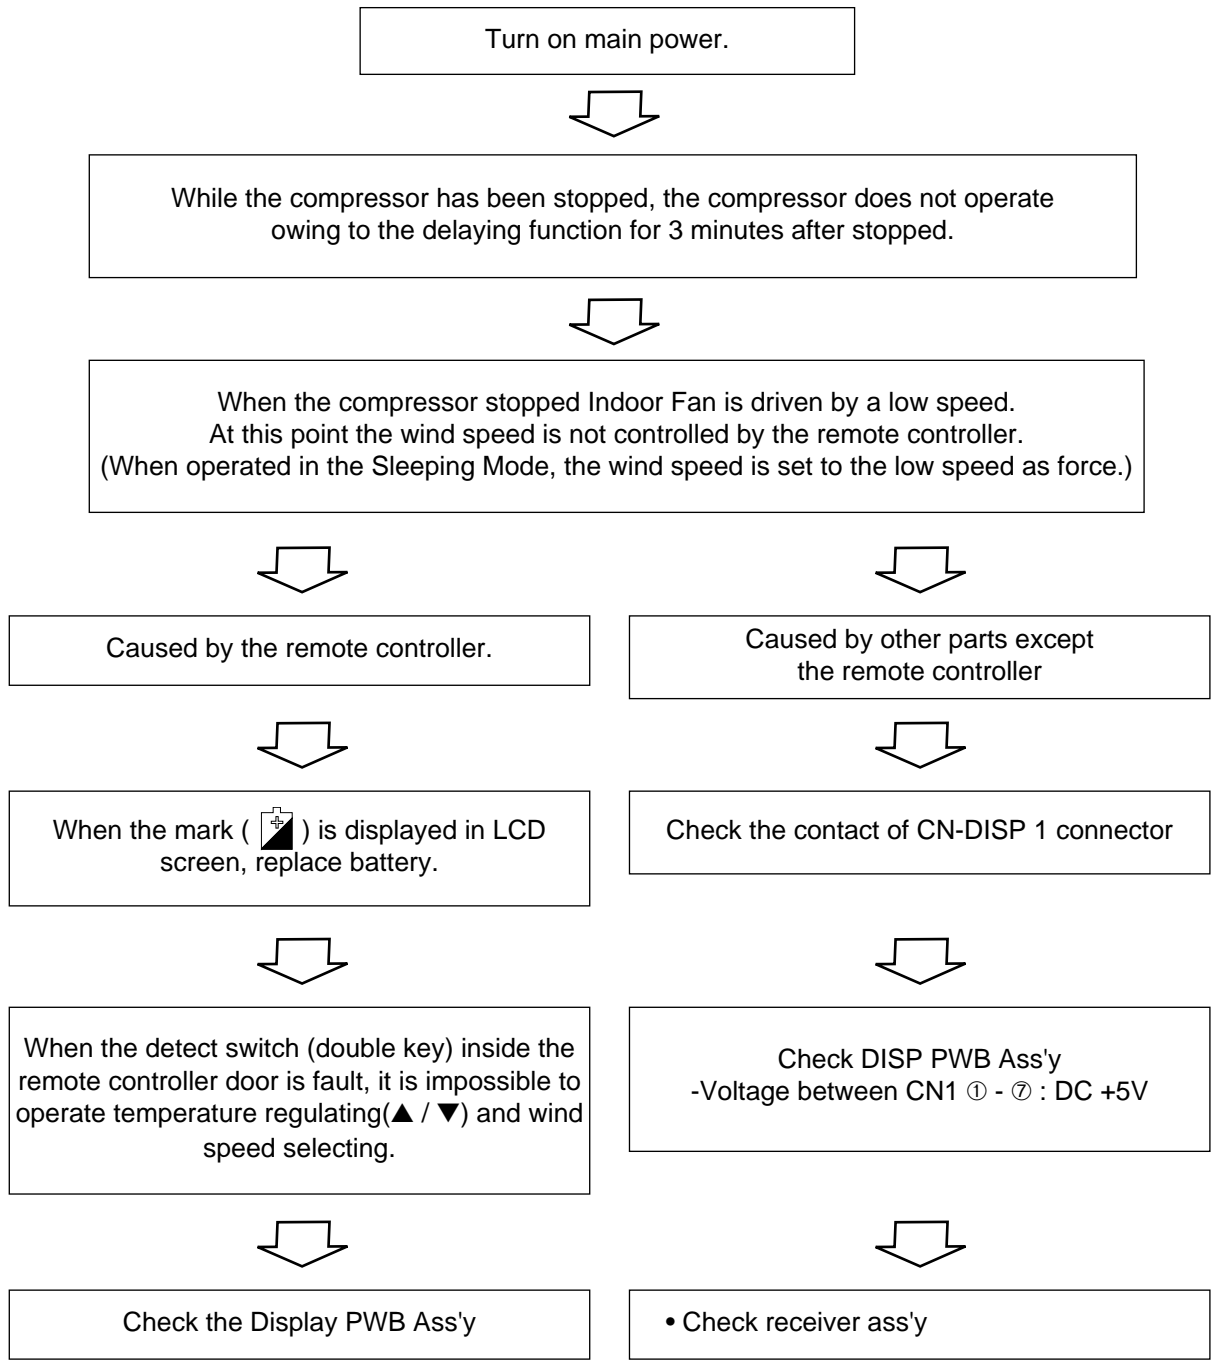 Turn on main power.
While the compressor has been stopped, the compressor does not operate
owing to the delaying function for 3 minutes after stopped.
When the compressor stopped Indoor Fan is driven by a low speed.
At this point the wind speed is not controlled by the remote controller.
(When operated in the Sleeping Mode, the wind speed is set to the low speed as force.)
Caused by the remote controller.
When the mark ( ) is displayed in LCD
screen, replace battery.
When the detect switch (double key) inside the
remote controller door is fault, it is impossible to
operate temperature regulating(▲ / ▼) and wind
speed selecting.
Check the Display PWB Ass'y
Caused by other parts except
the remote controller
Check the contact of CN-DISP 1 connector
Check DISP PWB Ass'y
-Voltage between CN1 ① - ⑦ : DC +5V
• Check receiver ass'y